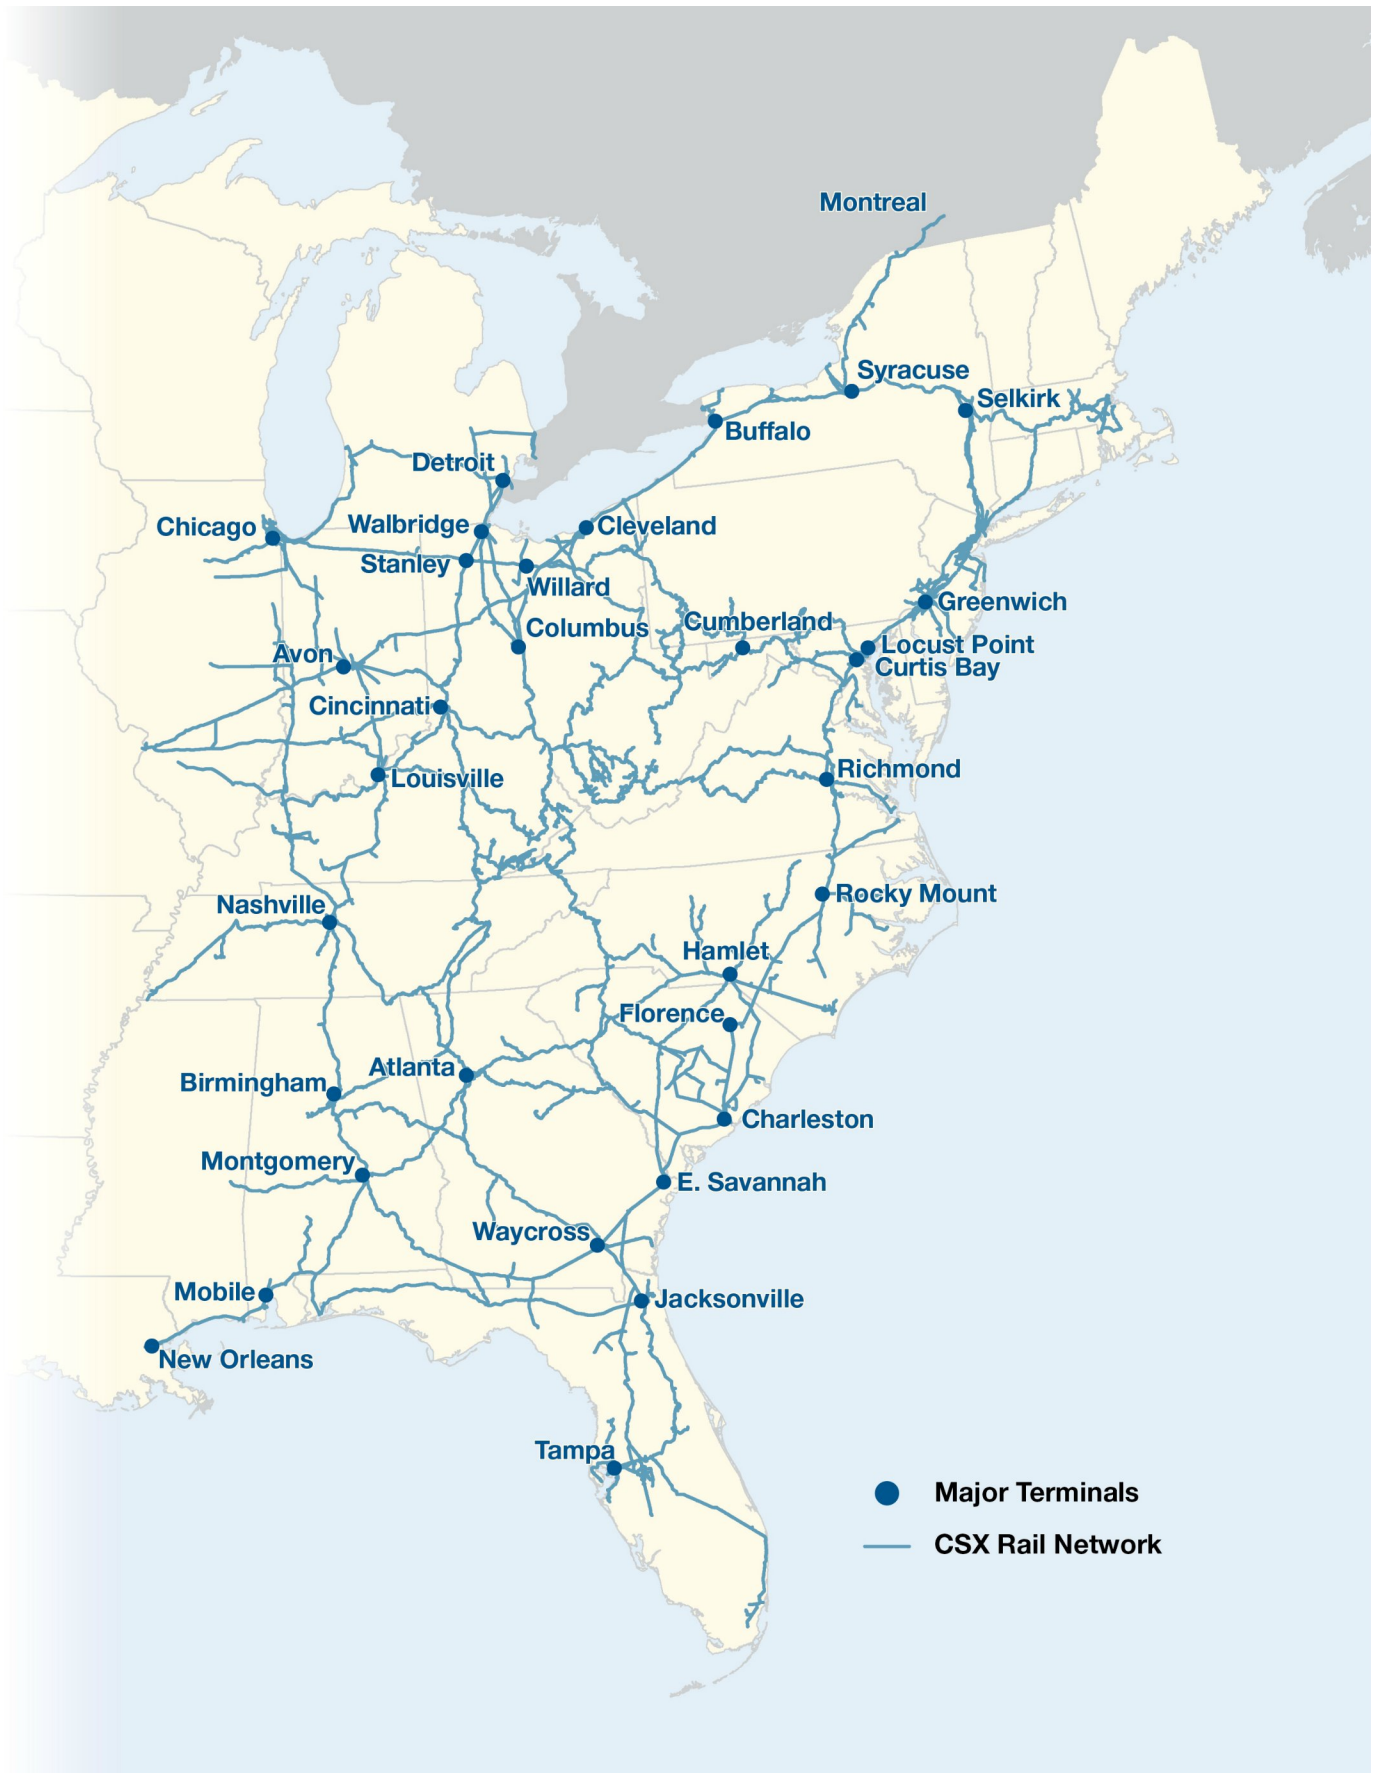 Montreal
Syracuse
Selkirk
Buffalo
Detroit
Chicago
Walbridge
Cleveland
Stanley
Willard
Greenwich
Columbus
Cumberland
Locust Point
Avon
Curtis Bay
Cincinnati
Richmond
Louisville
Nashville
Rocky Mount
Hamlet
Florence
Atlanta
Birmingham
Charleston
Montgomery
E. Savannah
Waycross
Mobile
Jacksonville
New Orleans
Tampa
Major Terminals
CSX Rail Network